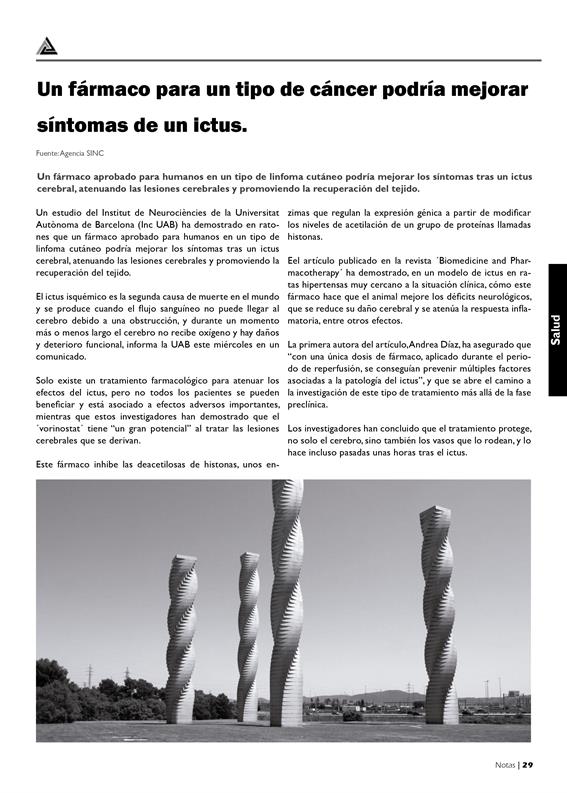 Un fármaco para un tipo de cáncer podría mejorar
síntomas de un ictus.
Fuente: Agencia SINC
Un fármaco aprobado para humanos en un tipo de linfoma cutáneo podría mejorar los síntomas tras un ictus
cerebral, atenuando las lesiones cerebrales y promoviendo la recuperación del tejido.
Un estudio del Institut de Neurociències de la Universitat
Autònoma de Barcelona (Inc UAB) ha demostrado en rato-
nes que un fármaco aprobado para humanos en un tipo de
linfoma cutáneo podría mejorar los síntomas tras un ictus
cerebral, atenuando las lesiones cerebrales y promoviendo la
recuperación del tejido.
El ictus isquémico es la segunda causa de muerte en el mundo
y se produce cuando el flujo sanguíneo no puede llegar al
cerebro debido a una obstrucción, y durante un momento
más o menos largo el cerebro no recibe oxígeno y hay daños
y deterioro funcional, informa la UAB este miércoles en un
comunicado.
Solo existe un tratamiento farmacológico para atenuar los
efectos del ictus, pero no todos los pacientes se pueden
beneficiar y está asociado a efectos adversos importantes,
mientras que estos investigadores han demostrado que el
´vorinostat´ tiene “un gran potencial” al tratar las lesiones
cerebrales que se derivan.
Este fármaco inhibe las deacetilosas de histonas, unos en-
zimas que regulan la expresión génica a partir de modificar
los niveles de acetilación de un grupo de proteínas llamadas
histonas.
Eel artículo publicado en la revista ´Biomedicine and Phar-
macotherapy´ ha demostrado, en un modelo de ictus en ra-
tas hipertensas muy cercano a la situación clínica, cómo este
fármaco hace que el animal mejore los déficits neurológicos,
que se reduce su daño cerebral y se atenúa la respuesta infla-
matoria, entre otros efectos.
La primera autora del artículo, Andrea Díaz, ha asegurado que
“con una única dosis de fármaco, aplicado durante el perio-
do de reperfusión, se conseguían prevenir múltiples factores
asociadas a la patología del ictus”, y que se abre el camino a
la investigación de este tipo de tratamiento más allá de la fase
preclínica.
Los investigadores han concluido que el tratamiento protege,
no solo el cerebro, sino también los vasos que lo rodean, y lo
hace incluso pasadas unas horas tras el ictus.
Salud
Notas | 29